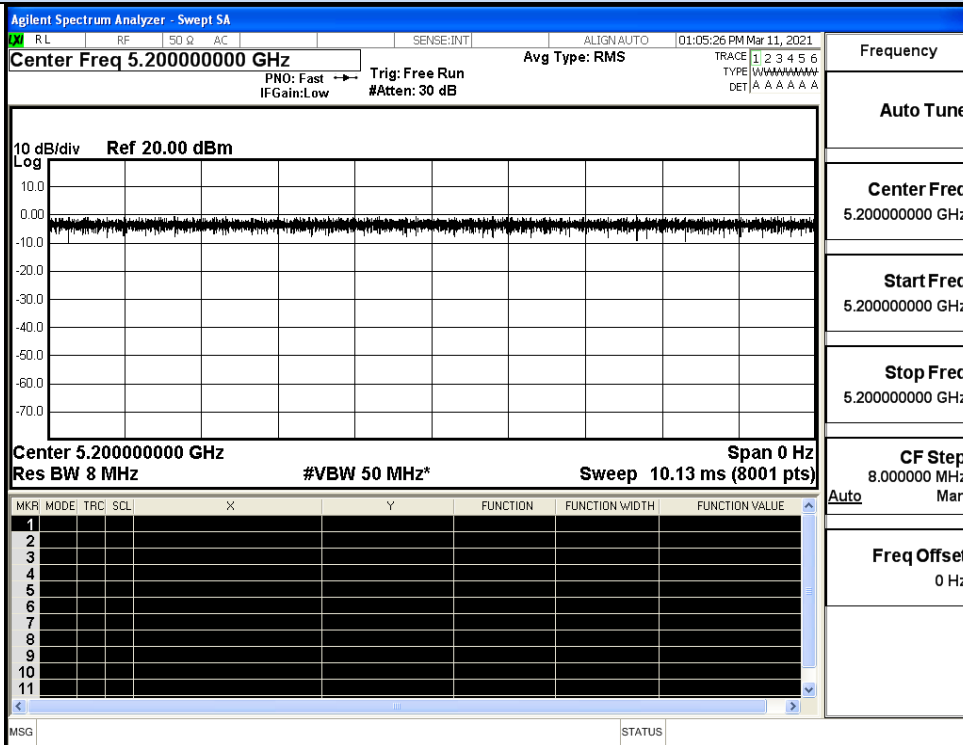 Agilent Spectrum Analyzer - Swept SA
LXI RL RF 50 Ω AC SENSE:INT ALIGN AUTO 01:05:26 PM Mar 11, 2021
Center Freq 5.200000000 GHz
PNO: Fast
IFGain:Low
Trig: Free Run
#Atten: 30 dB
Avg Type: RMS
TRACE 1 2 3 4 5 6
TYPE WWWWWW
DET A A A A A A
10 dB/div Ref 20.00 dBm
Log
10.0
0.00
-10.0
-20.0
-30.0
-40.0
-50.0
-60.0
-70.0
Center 5.200000000 GHz Span 0 Hz
Res BW 8 MHz #VBW 50 MHz* Sweep 10.13 ms (8001 pts)
MKR MODE TRC SCL X Y FUNCTION FUNCTION WIDTH FUNCTION VALUE
1
2
3
4
5
6
7
8
9
10
11
MSG STATUS
Frequency
Auto Tune
Center Freq
5.200000000 GHz
Start Freq
5.200000000 GHz
Stop Freq
5.200000000 GHz
CF Step
8.000000 MHz
Auto Man
Freq Offset
0 Hz